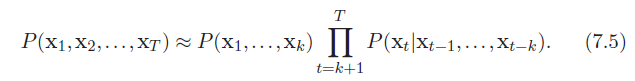 P(x₁, x₂, . . . , x_T) ≈ P(x₁, . . . , x_k) ∏_{t=k+1}^{T} P(x_t|x_{t−1}, . . . , x_{t−k}). (7.5)